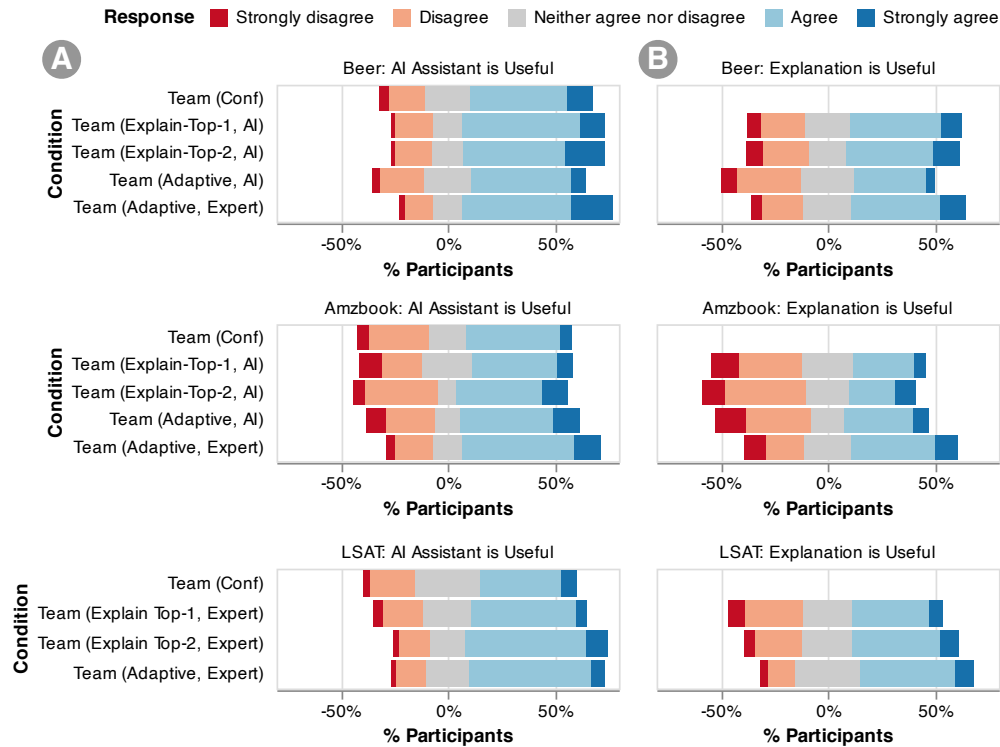 Response Strongly disagree Disagree Neither agree nor disagree Agree Strongly agree
A
B
Beer: AI Assistant is Useful
Condition
Team (Conf)
Team (Explain-Top-1, AI)
Team (Explain-Top-2, AI)
Team (Adaptive, AI)
Team (Adaptive, Expert)
-50% 0% 50%
% Participants
Beer: Explanation is Useful
-50% 0% 50%
% Participants
Amzbook: AI Assistant is Useful
Condition
Team (Conf)
Team (Explain-Top-1, AI)
Team (Explain-Top-2, AI)
Team (Adaptive, AI)
Team (Adaptive, Expert)
-50% 0% 50%
% Participants
Amzbook: Explanation is Useful
-50% 0% 50%
% Participants
LSAT: AI Assistant is Useful
Condition
Team (Conf)
Team (Explain Top-1, Expert)
Team (Explain Top-2, Expert)
Team (Adaptive, Expert)
-50% 0% 50%
% Participants
LSAT: Explanation is Useful
-50% 0% 50%
% Participants